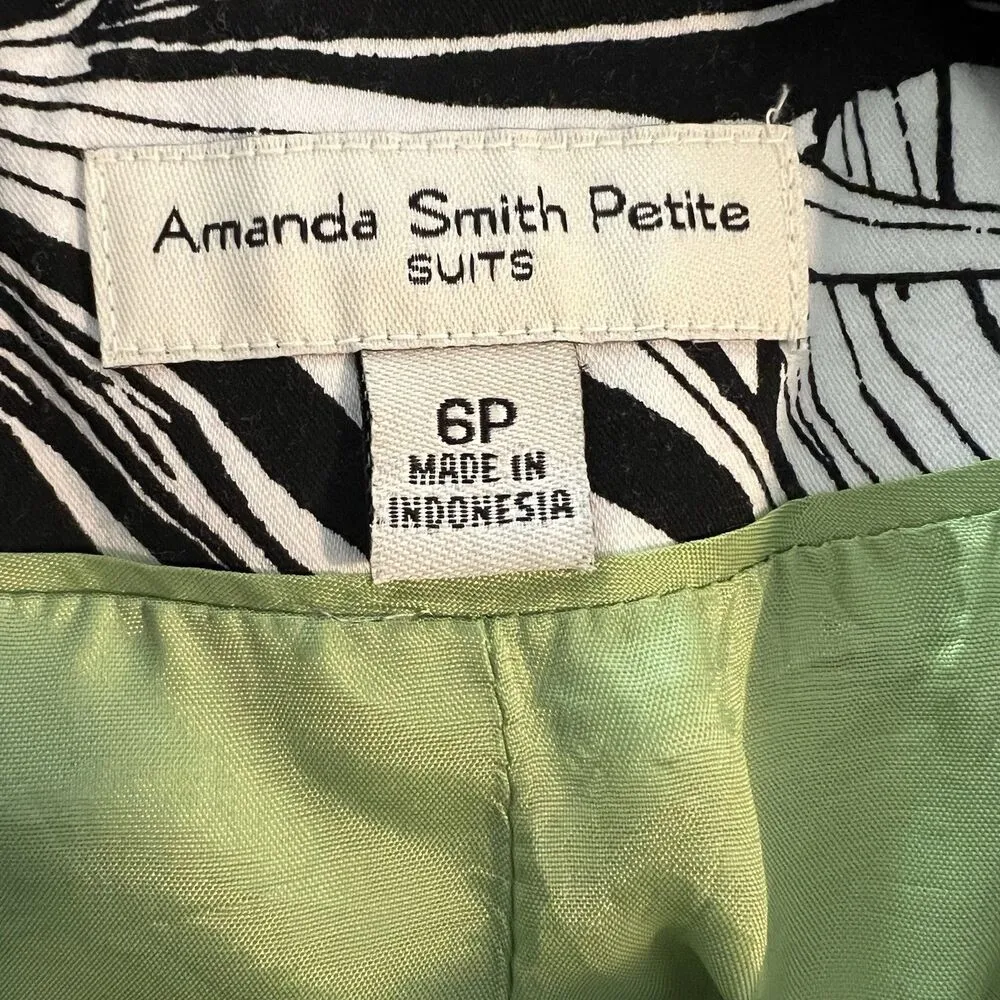 Amanda Smith Petite
SUITS
6P
MADE IN
INDONESIA